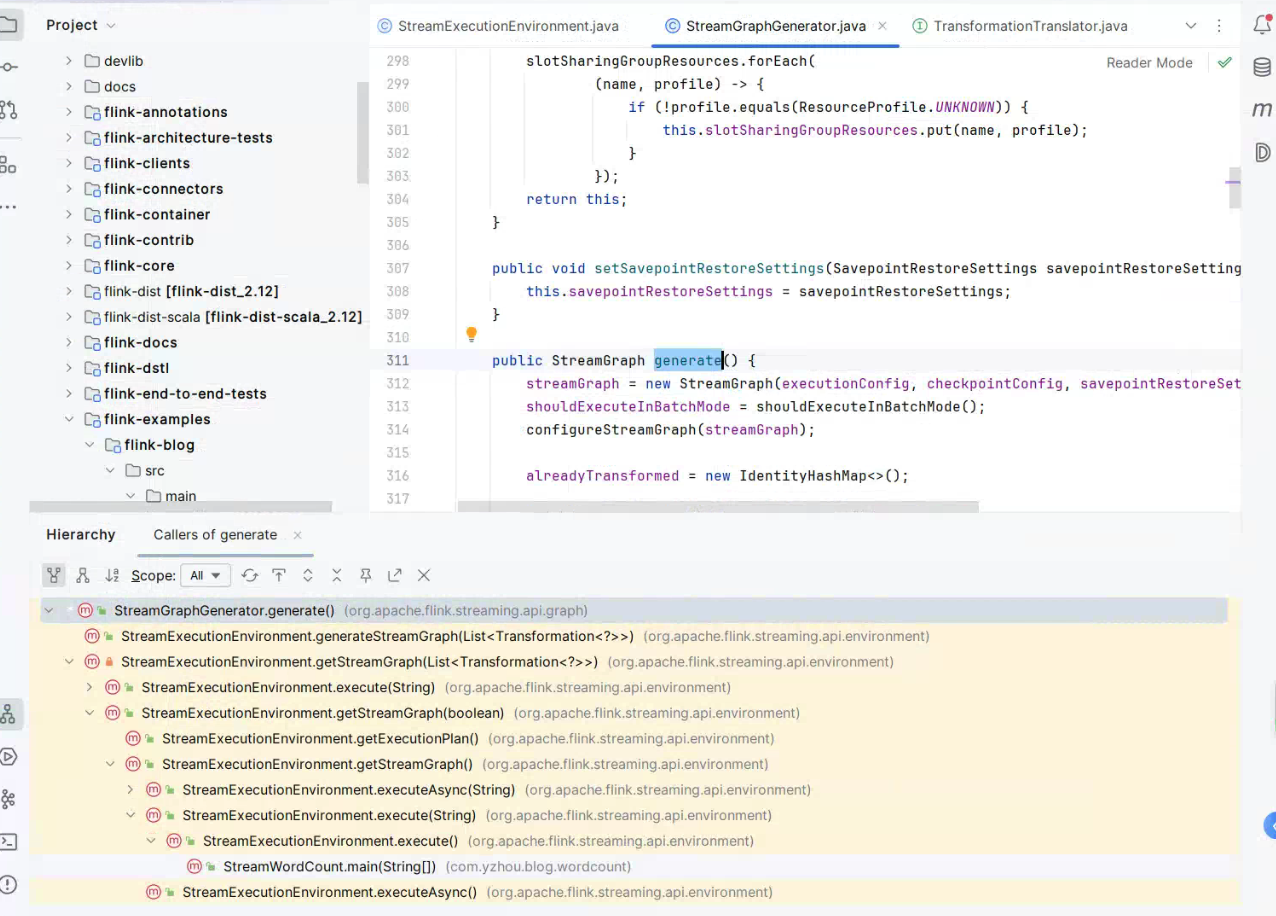 Project
StreamExecutionEnvironment.java
StreamGraphGenerator.java
TransformationTranslator.java
devlib
docs
flink-annotations
flink-architecture-tests
flink-clients
flink-connectors
flink-container
flink-contrib
flink-core
flink-dist [flink-dist_2.12]
flink-dist-scala [flink-dist-scala_2.12]
flink-docs
flink-dstl
flink-end-to-end-tests
flink-examples
flink-blog
src
main
Reader Mode
298 slotSharingGroupResources.forEach(
299 (name, profile) -> {
300 if (!profile.equals(ResourceProfile.UNKNOWN)) {
301 this.slotSharingGroupResources.put(name, profile);
302 }
303 });
304 return this;
305 }
306
307 public void setSavepointRestoreSettings(SavepointRestoreSettings savepointRestoreSetting
308 this.savepointRestoreSettings = savepointRestoreSettings;
309 }
310
311 public StreamGraph generate() {
312 streamGraph = new StreamGraph(executionConfig, checkpointConfig, savepointRestoreSet
313 shouldExecuteInBatchMode = shouldExecuteInBatchMode();
314 configureStreamGraph(streamGraph);
315
316 alreadyTransformed = new IdentityHashMap<>();
317
m
D
Hierarchy
Callers of generate
Scope: All
m StreamGraphGenerator.generate() (org.apache.flink.streaming.api.graph)
m StreamExecutionEnvironment.generateStreamGraph(List<Transformation<?>>) (org.apache.flink.streaming.api.environment)
m StreamExecutionEnvironment.getStreamGraph(List<Transformation<?>>) (org.apache.flink.streaming.api.environment)
m StreamExecutionEnvironment.execute(String) (org.apache.flink.streaming.api.environment)
m StreamExecutionEnvironment.getStreamGraph(boolean) (org.apache.flink.streaming.api.environment)
m StreamExecutionEnvironment.getExecutionPlan() (org.apache.flink.streaming.api.environment)
m StreamExecutionEnvironment.getStreamGraph() (org.apache.flink.streaming.api.environment)
m StreamExecutionEnvironment.executeAsync(String) (org.apache.flink.streaming.api.environment)
m StreamExecutionEnvironment.execute(String) (org.apache.flink.streaming.api.environment)
m StreamExecutionEnvironment.execute() (org.apache.flink.streaming.api.environment)
m StreamWordCount.main(String[]) (com.yzhou.blog.wordcount)
m StreamExecutionEnvironment.executeAsync() (org.apache.flink.streaming.api.environment)